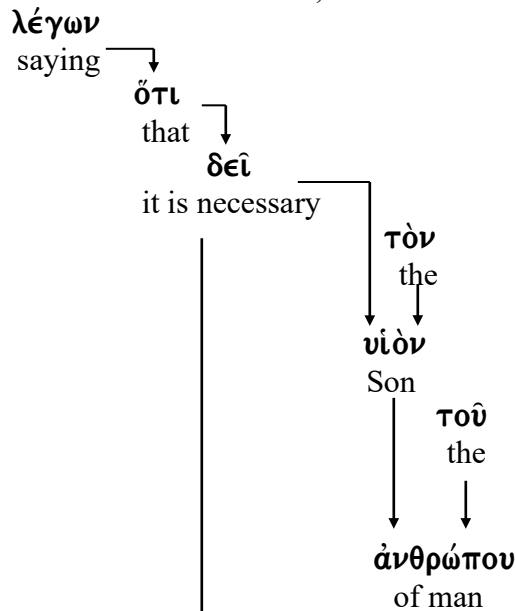 λέγων
saying
ὅτι
that
δεῖ
it is necessary
τὸν
the
υἱὸν
Son
τοῦ
the
ἀνθρώπου
of man